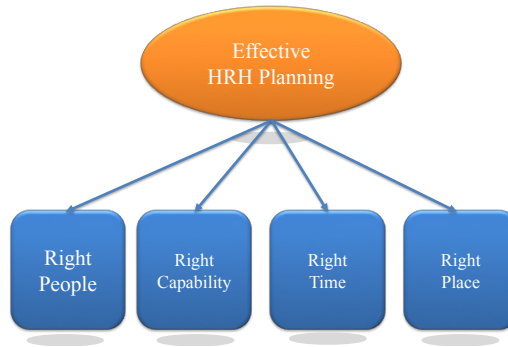 Effective
HRH Planning
Right
People
Right
Capability
Right
Time
Right
Place